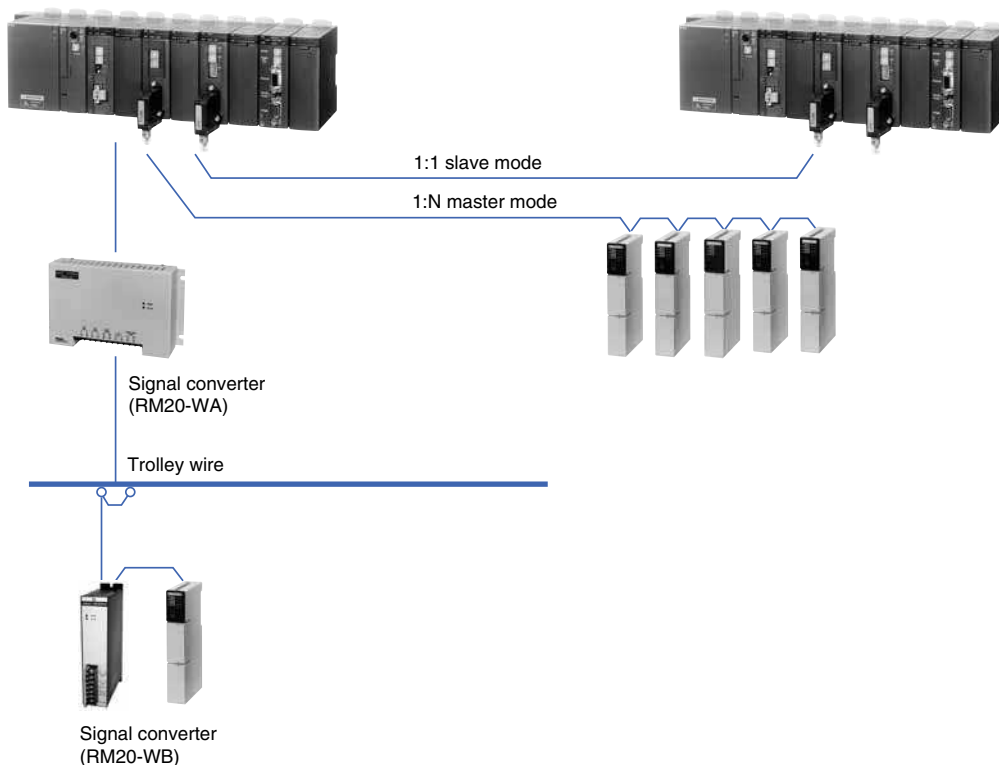 1:1 slave mode
1:N master mode
Signal converter
(RM20-WA)
Trolley wire
Signal converter
(RM20-WB)